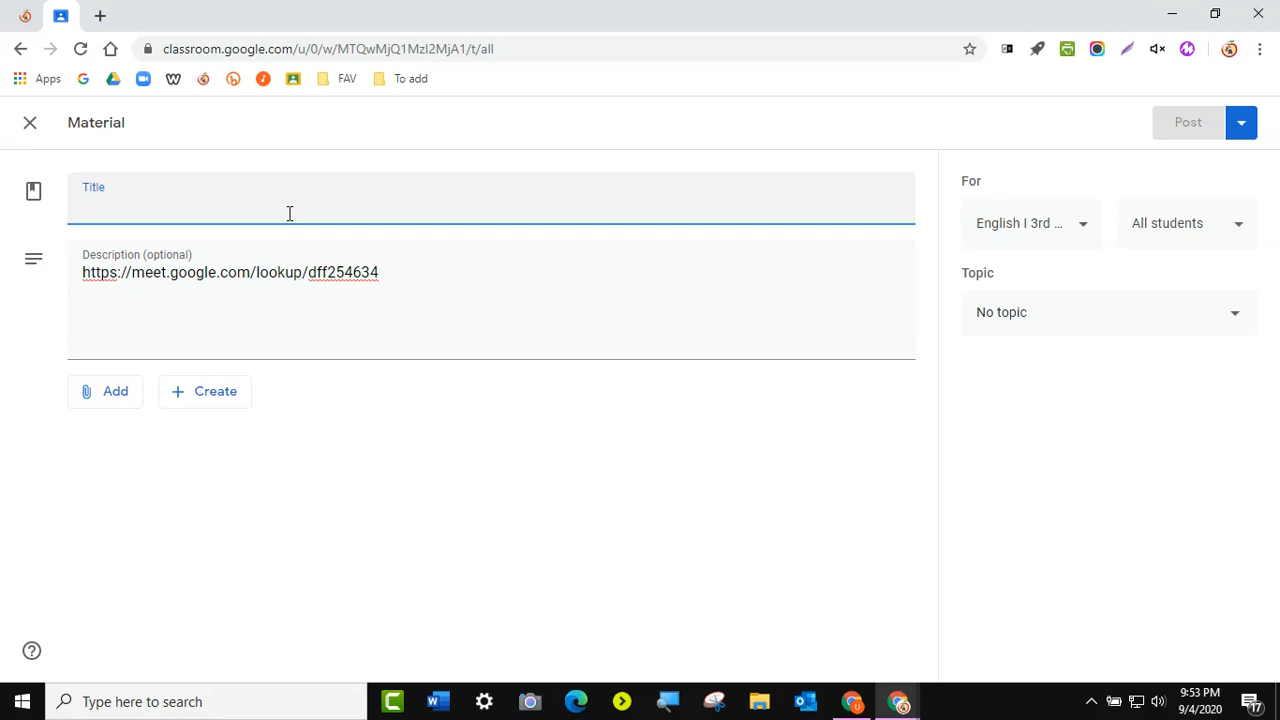 classroom.google.com/u/0/w/MTQwMjQ1MzI2MjA1/t/all
Apps
FAV
To add
Material
Post
Title
Description (optional)
https://meet.google.com/lookup/dff254634
Add
Create
For
English I 3rd ...
All students
Topic
No topic
Type here to search
9:53 PM
9/4/2020
17